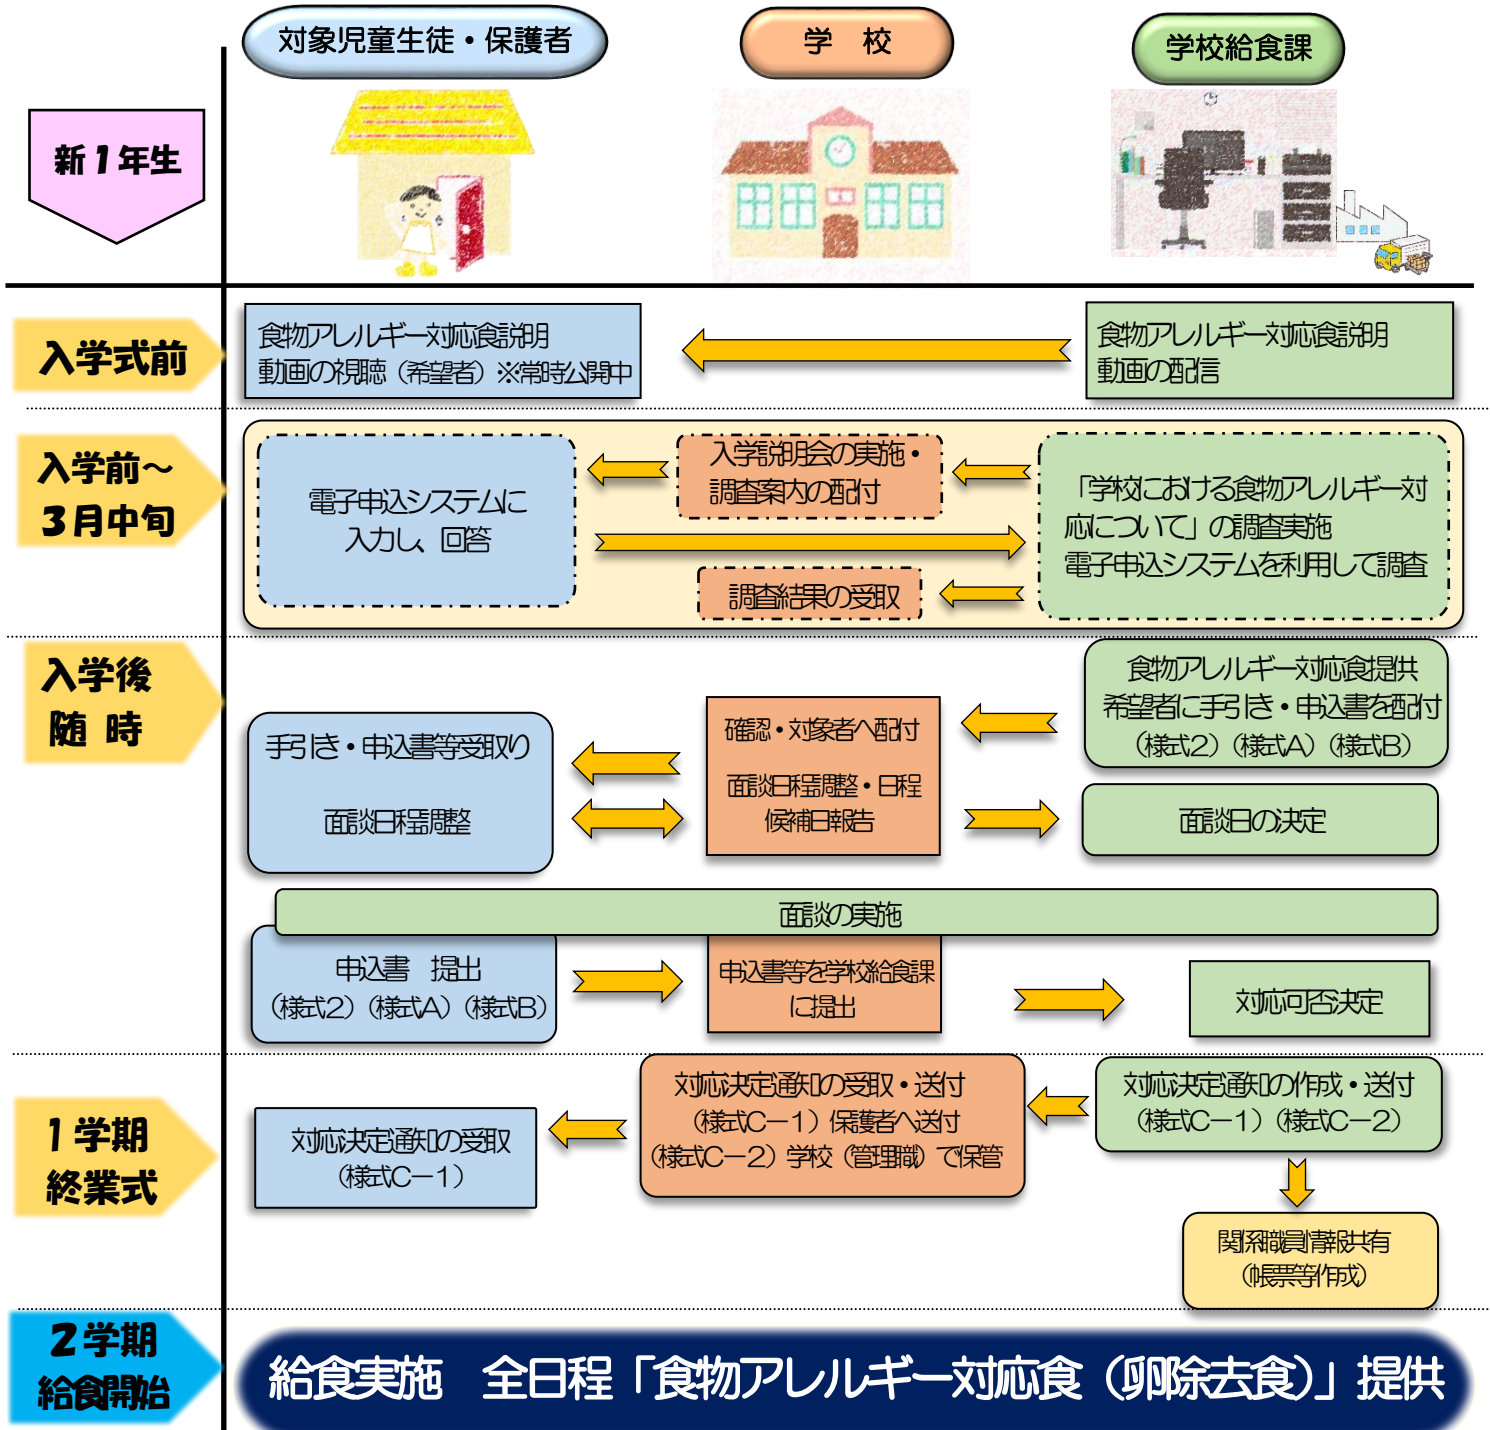 対象児童生徒・保護者
学　校
学校給食課
新１年生
入学式前
食物アレルギー対応食説明
動画の視聴（希望者）※常時公開中
食物アレルギー対応食説明
動画の配信
入学前～
３月中旬
電子申込システムに
入力し、回答
入学説明会の実施・
調査案内の配付
調査結果の受取
「学校における食物アレルギー対
応について」の調査実施
電子申込システムを利用して調査
入学後
随 時
手引き・申込書等受取り
面談日程調整
確認・対象者へ配付
面談日程調整・日程
候補日報告
食物アレルギー対応食提供
希望者に手引き・申込書を配付
（様式2）（様式A）（様式B）
面談日の決定
面談の実施
申込書　提出
（様式2）（様式A）（様式B）
申込書等を学校給食課
に提出
対応可否決定
１学期
終業式
対応決定通知の受取
（様式C－1）
対応決定通知の受取・送付
（様式C－1）保護者へ送付
（様式C－2）学校（管理職）で保管
対応決定通知の作成・送付
（様式C－1）（様式C－2）
関係職員情報共有
（帳票等作成）
２学期
給食開始
給食実施　全日程「食物アレルギー対応食（卵除去食）」提供